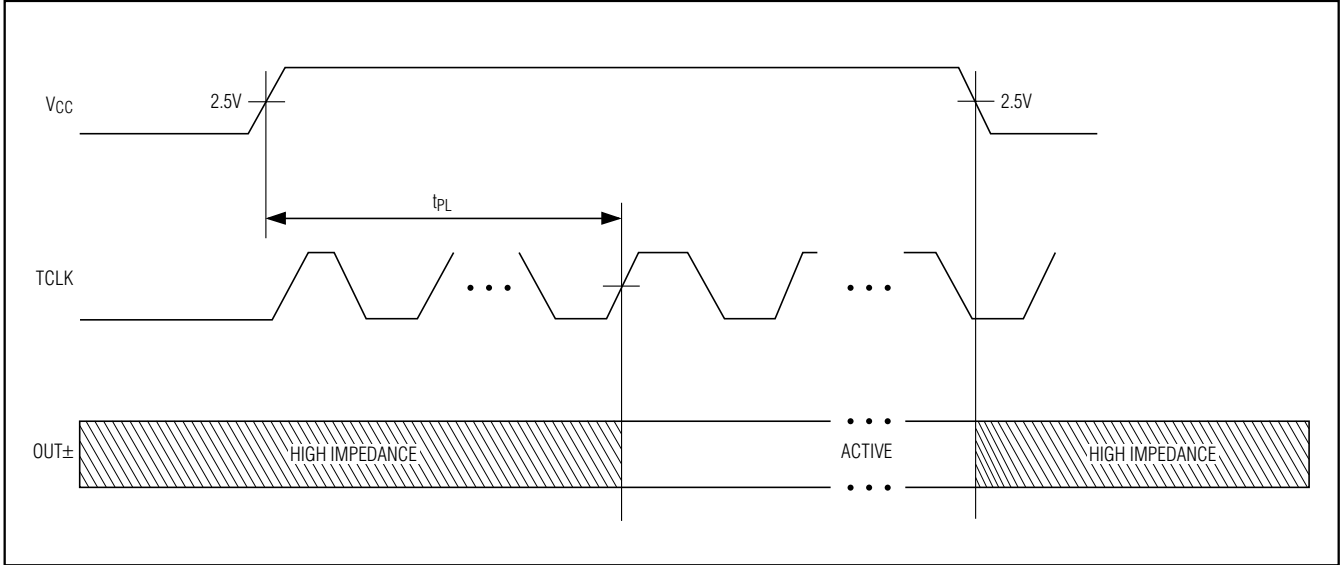 VCC
2.5V
2.5V
tPL
TCLK
OUT±
HIGH IMPEDANCE
ACTIVE
HIGH IMPEDANCE